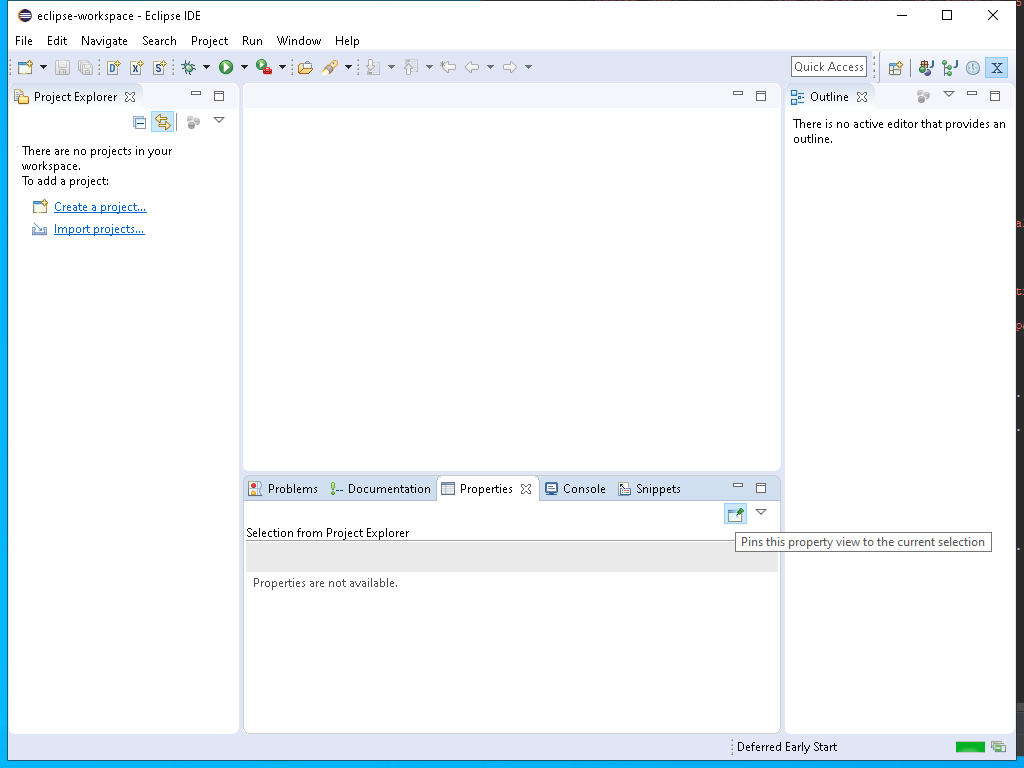 eclipse-workspace - Eclipse IDE
File Edit Navigate Search Project Run Window Help
Quick Access
Project Explorer
Outline
There are no projects in your
workspace.
To add a project:
Create a project...
Import projects...
There is no active editor that provides an
outline.
Problems Documentation Properties Console Snippets
Selection from Project Explorer
Pins this property view to the current selection
Properties are not available.
Deferred Early Start